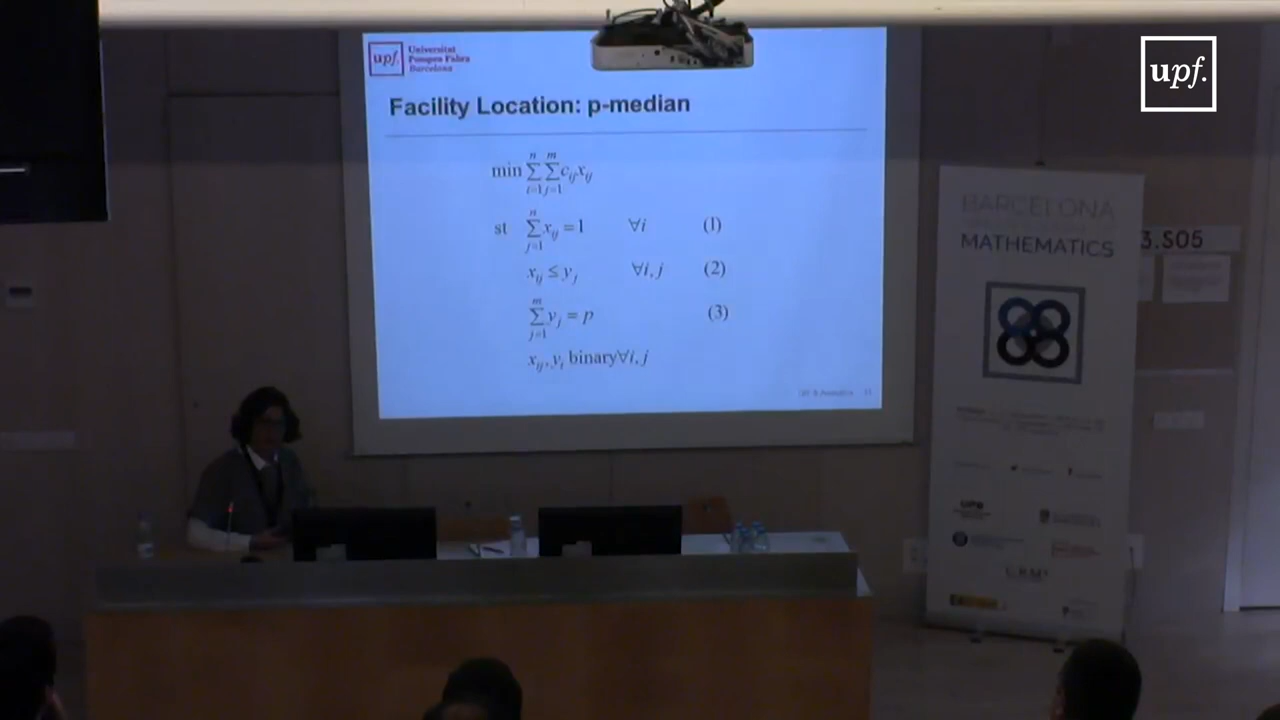 upf.
Universitat
Pompeu Fabra
Barcelona
upf.
Facility Location: p-median
min ∑_{i=1}^{n} ∑_{j=1}^{m} c_{ij} x_{ij}
st ∑_{j=1}^{n} x_{ij} = 1 ∀i (1)
x_{ij} ≤ y_j ∀i, j (2)
∑_{j=1}^{m} y_j = p (3)
x_{ij}, y_i binary ∀i, j
BARCELONA
MATHEMATICS
3.S05